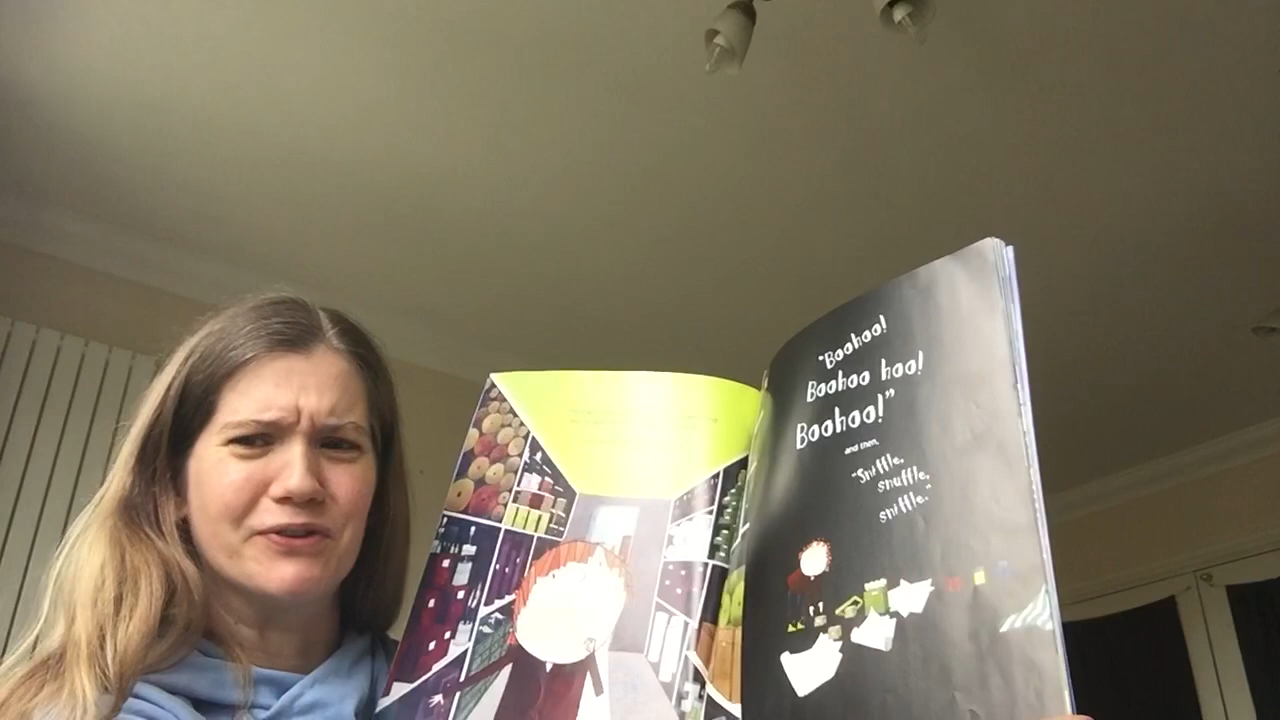 "Boohoo!
Boohoo hoo!
Boohoo!"
and then,
"Sniffle,
snuffle,
sniffle."